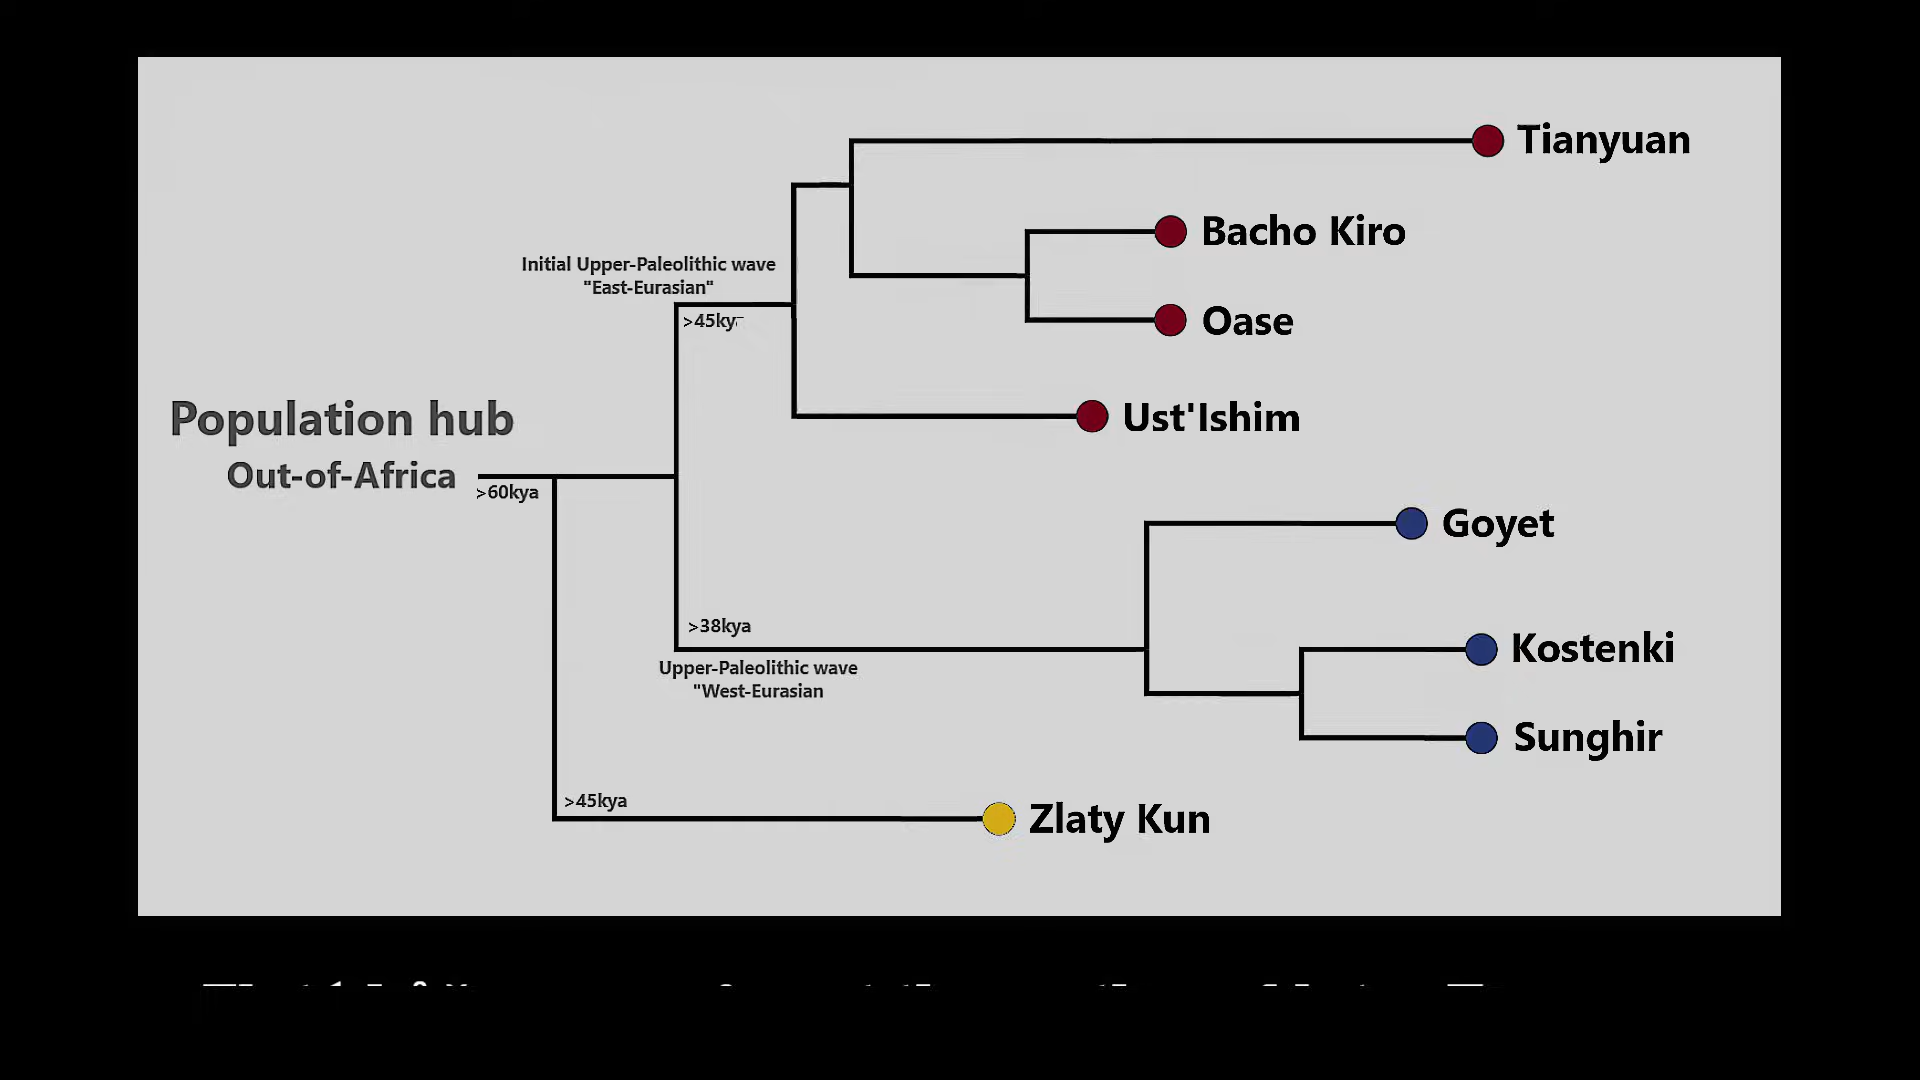 Tianyuan
Bacho Kiro
Initial Upper-Paleolithic wave
"East-Eurasian"
>45ky
Oase
Population hub
Ust'Ishim
Out-of-Africa
>60kya
Goyet
>38kya
Kostenki
Upper-Paleolithic wave
"West-Eurasian
Sunghir
>45kya
Zlaty Kun